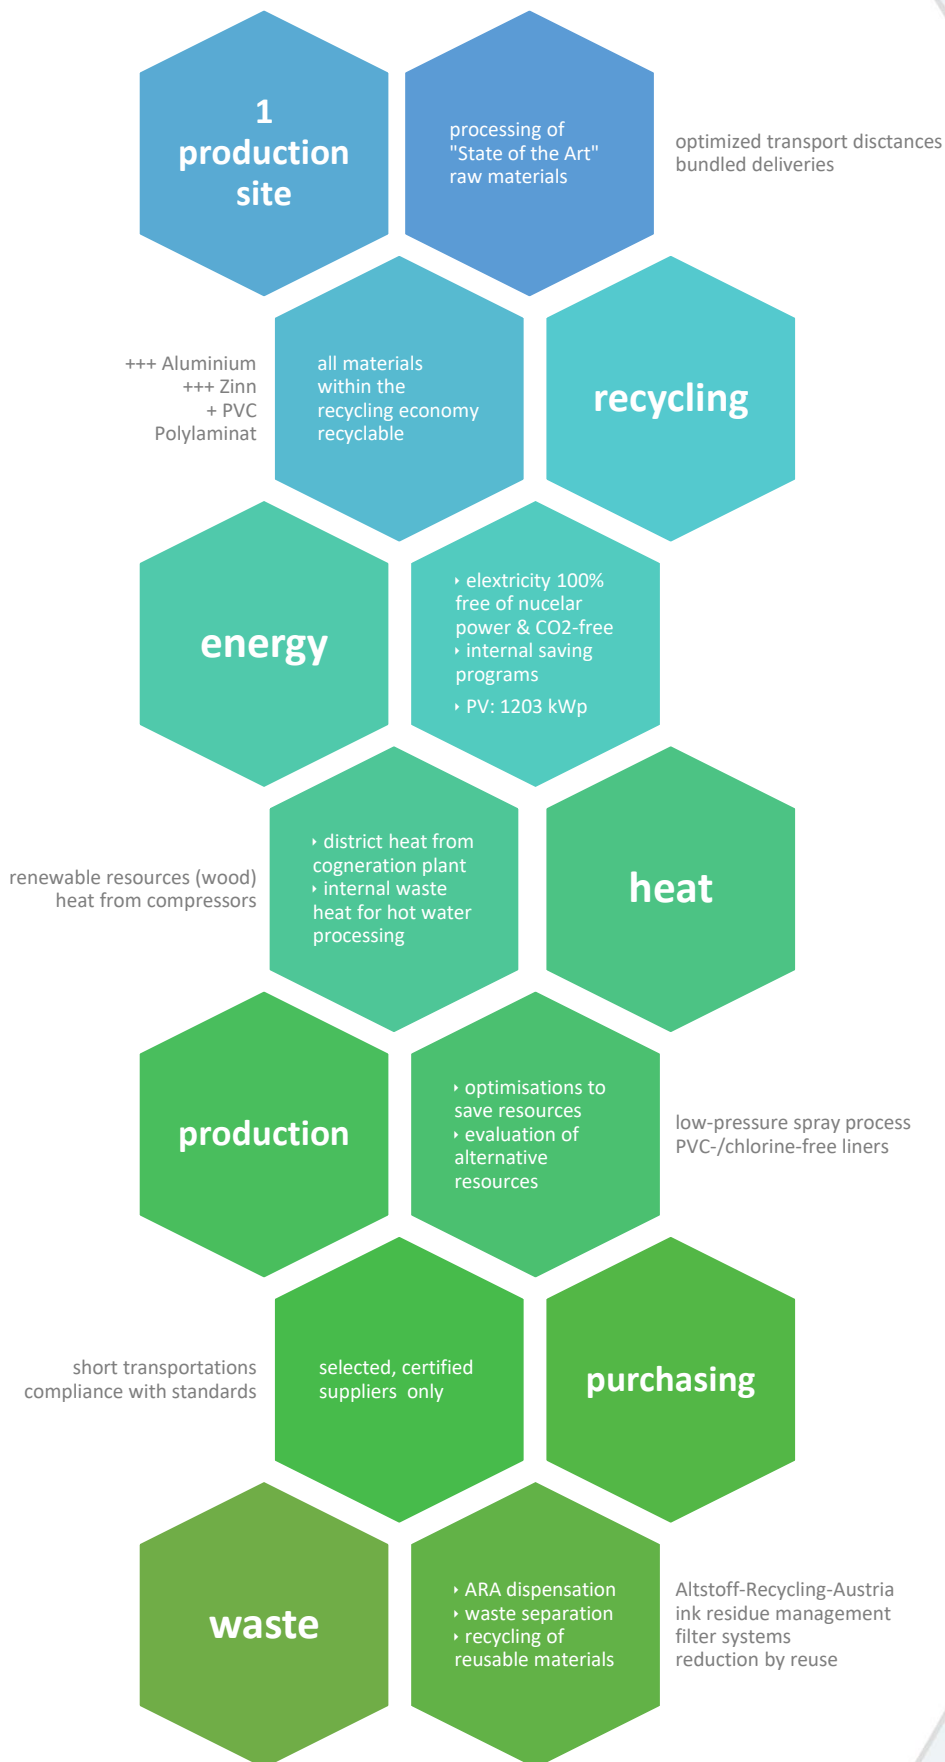 1
production
site
processing of
"State of the Art"
raw materials
optimized transport disctances
bundled deliveries
+++ Aluminium
+++ Zinn
+ PVC
Polylaminat
all materials
within the
recycling economy
recyclable
recycling
energy
‣ elextricity 100%
free of nucelar
power & CO2-free
‣ internal saving
programs
‣ PV: 1203 kWp
renewable resources (wood)
heat from compressors
‣ district heat from
cogneration plant
‣ internal waste
heat for hot water
processing
heat
production
‣ optimisations to
save resources
‣ evaluation of
alternative
resources
low-pressure spray process
PVC-/chlorine-free liners
short transportations
compliance with standards
selected, certified
suppliers  only
purchasing
waste
‣ ARA dispensation
‣ waste separation
‣ recycling of
reusable materials
Altstoff-Recycling-Austria
ink residue management
filter systems
reduction by reuse